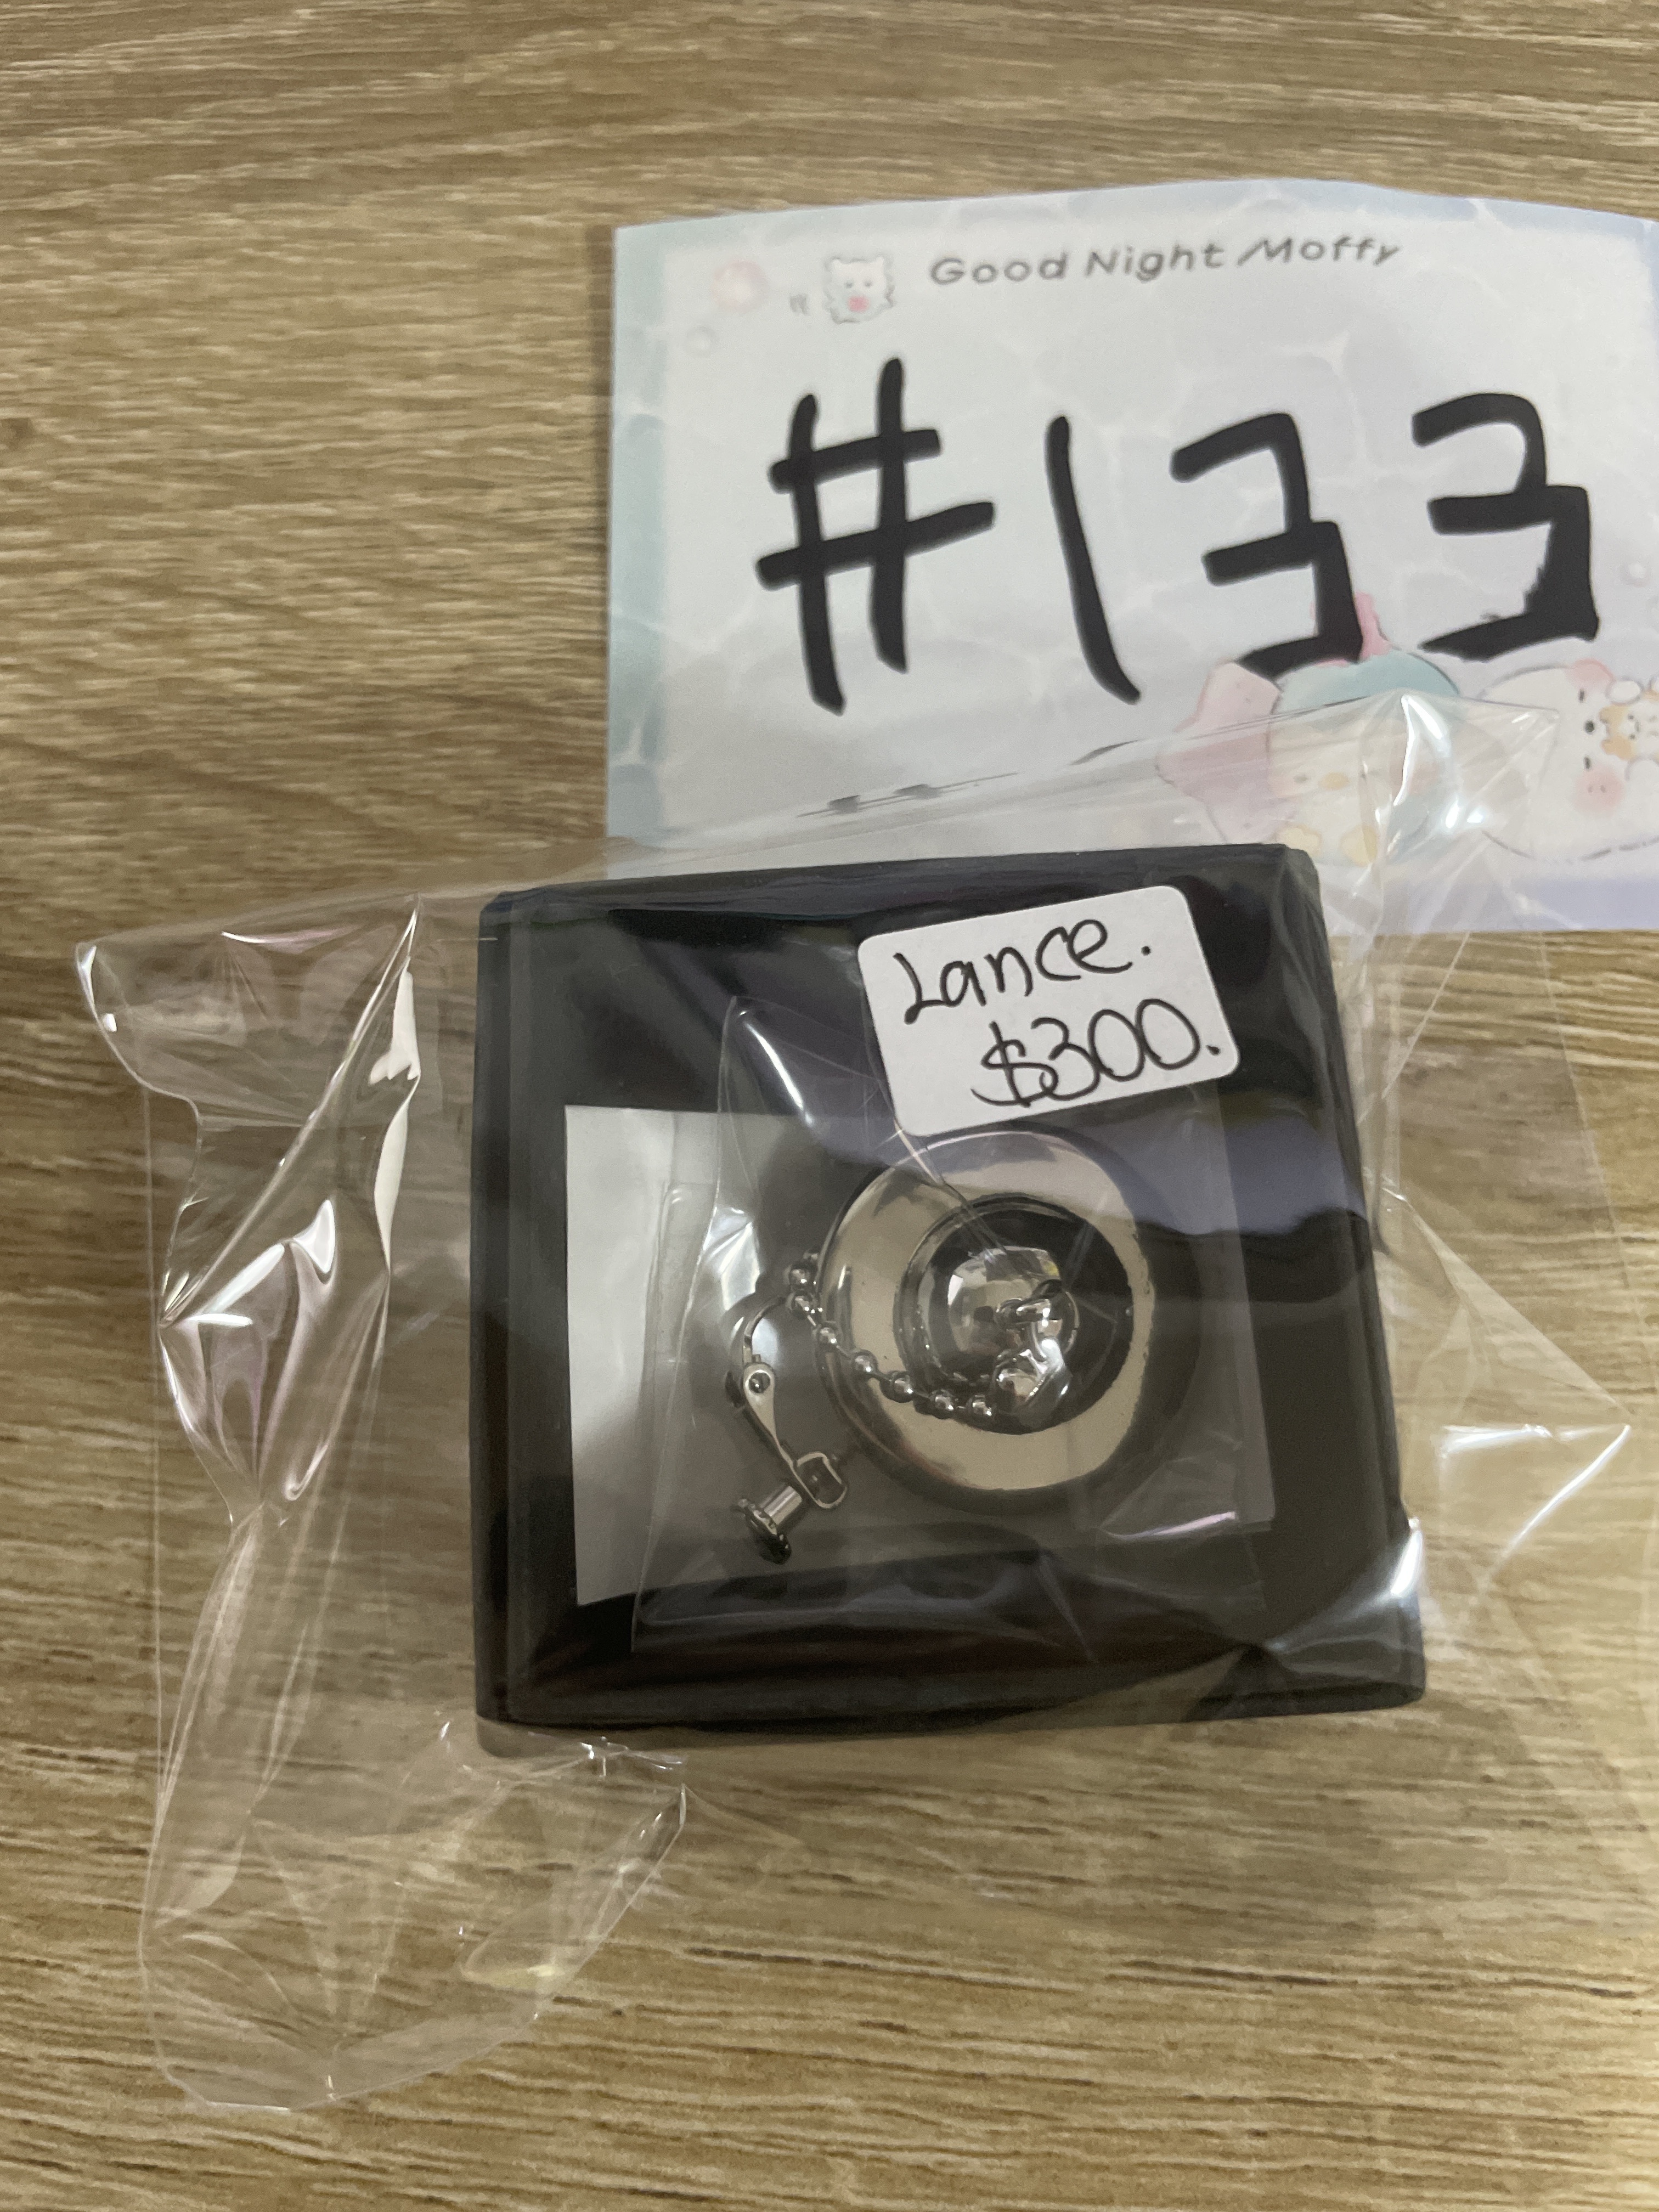 Good Night Moffy
#133
Lance.
$300.